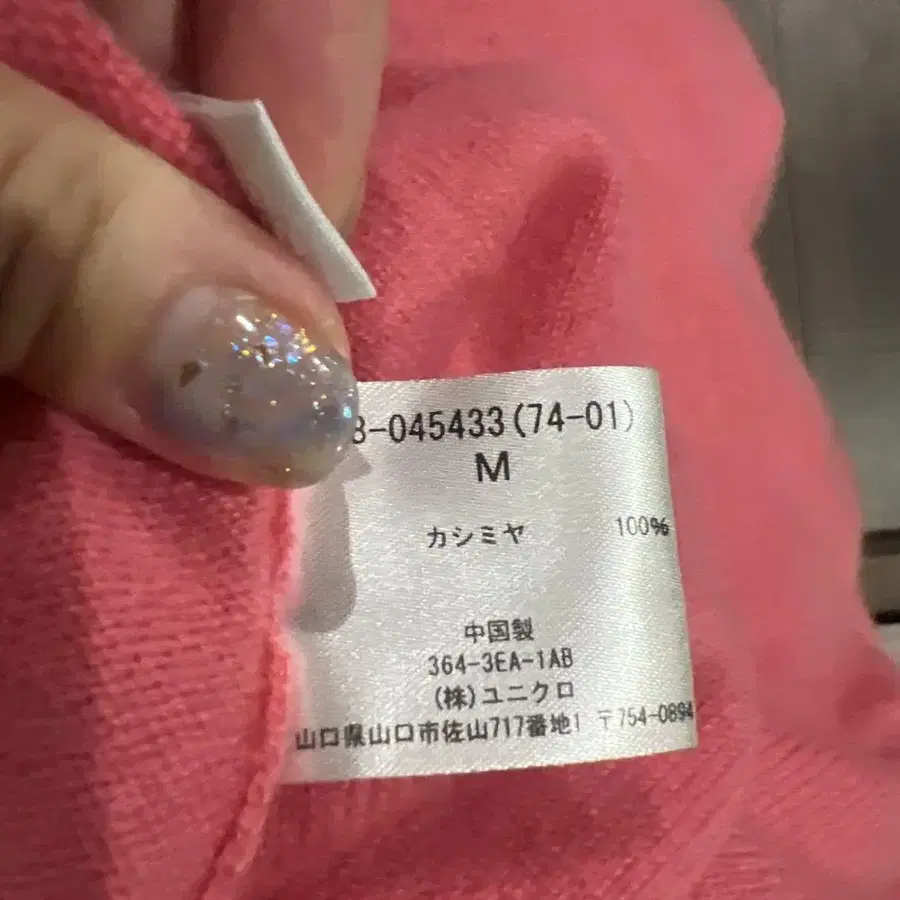 8-045433(74-01)
M
カシミヤ 100%
中国製
364-3EA-1AB
(株)ユニクロ
山口県山口市佐山717番地1 〒754-0894